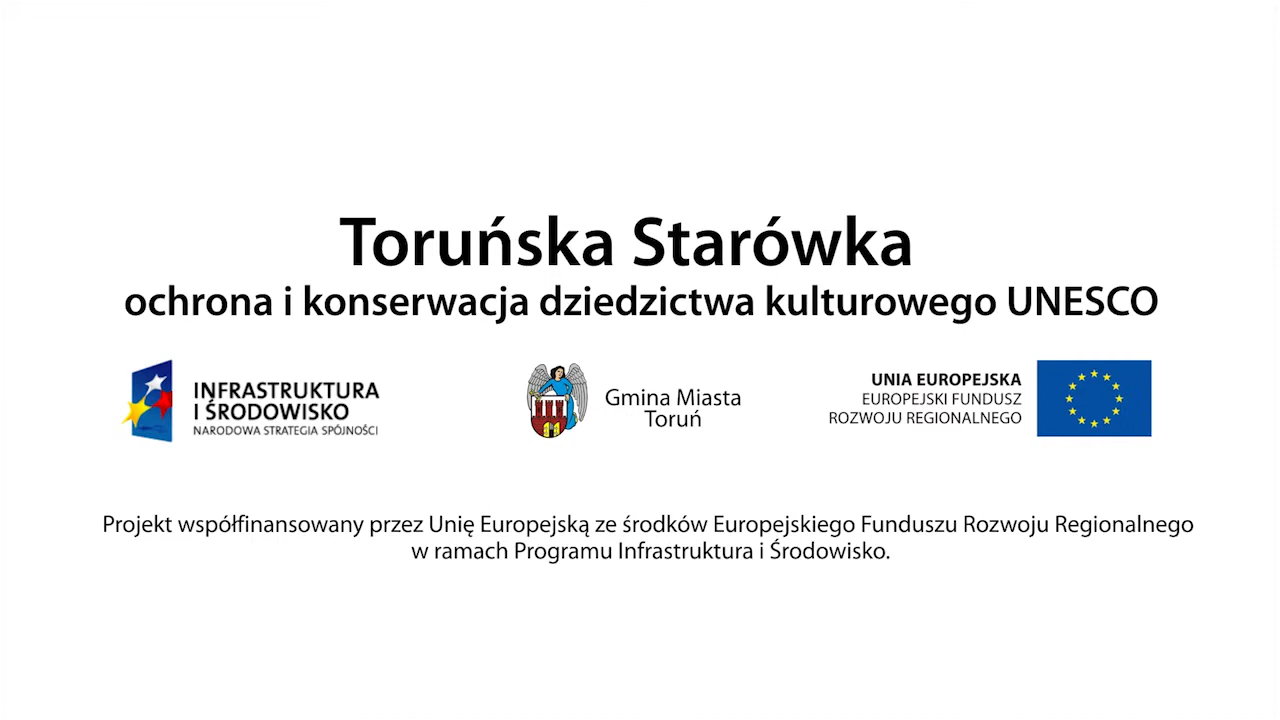 Toruńska Starówka
ochrona i konserwacja dziedzictwa kulturowego UNESCO
INFRASTRUKTURA
I ŚRODOWISKO
NARODOWA STRATEGIA SPÓJNOŚCI
Gmina Miasta
Toruń
UNIA EUROPEJSKA
EUROPEJSKI FUNDUSZ
ROZWOJU REGIONALNEGO
Projekt współfinansowany przez Unię Europejską ze środków Europejskiego Funduszu Rozwoju Regionalnego
w ramach Programu Infrastruktura i Środowisko.